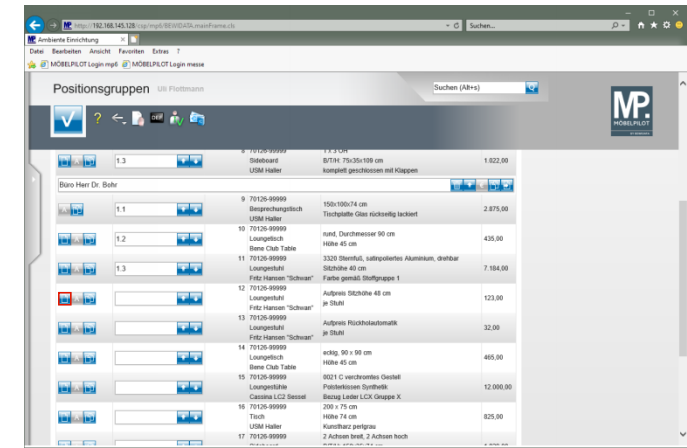 http://192.168.145.128/csp/mp6/BEWIDATA.mainFrame.cls
Suchen...
Ambiente Einrichtung
Datei Bearbeiten Ansicht Favoriten Extras ?
MÖBELPILOT Login mp6 MÖBELPILOT Login messe
Positionsgruppen Uli Flottmann
Suchen (Alt+s)
MP.
MÖBELPILOT
?
OFF
8 70126-99999
1.3
Sideboard
USM Haller
1 x 3 OH
B/T/H: 75x35x109 cm
komplett geschlossen mit Klappen
1.022,00
Büro Herr Dr. Bohr
1.1
9 70126-99999
Besprechungstisch
USM Haller
150x100x74 cm
Tischplatte Glas rückseitig lackiert
2.875,00
1.2
10 70126-99999
Loungetisch
Bene Club Table
rund, Durchmesser 90 cm
Höhe 45 cm
435,00
1.3
11 70126-99999
Loungestuhl
Fritz Hansen "Schwan"
3320 Sternfuß, satinpoliertes Aluminium, drehbar
Sitzhöhe 40 cm
Farbe gemäß Stoffgruppe 1
7.184,00
12 70126-99999
Loungestuhl
Fritz Hansen "Schwan"
Aufpreis Sitzhöhe 48 cm
je Stuhl
123,00
13 70126-99999
Loungestuhl
Fritz Hansen "Schwan"
Aufpreis Rückholautomatik
je Stuhl
32,00
14 70126-99999
Loungetisch
Bene Club Table
eckig, 90 x 90 cm
Höhe 45 cm
465,00
15 70126-99999
Loungestühle
Cassina LC2 Sessel
0021 C verchromtes Gestell
Polsterkissen Synthetik
Bezug Leder LCX Gruppe X
12.000,00
16 70126-99999
Tisch
USM Haller
200 x 75 cm
Höhe 74 cm
Kunstharz perlgrau
825,00
17 70126-99999
2 Achsen breit, 2 Achsen hoch